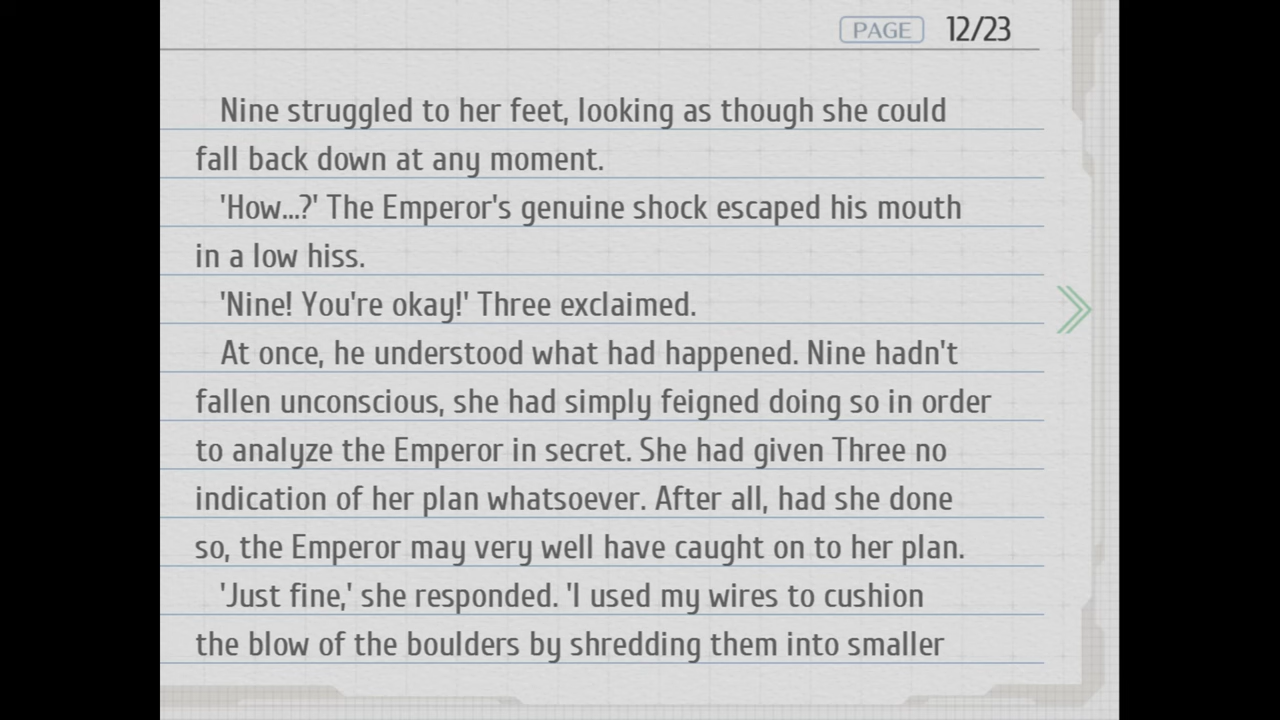 PAGE 12/23
Nine struggled to her feet, looking as though she could
fall back down at any moment.
'How...?' The Emperor's genuine shock escaped his mouth
in a low hiss.
'Nine! You're okay!' Three exclaimed.
At once, he understood what had happened. Nine hadn't
fallen unconscious, she had simply feigned doing so in order
to analyze the Emperor in secret. She had given Three no
indication of her plan whatsoever. After all, had she done
so, the Emperor may very well have caught on to her plan.
'Just fine,' she responded. 'I used my wires to cushion
the blow of the boulders by shredding them into smaller